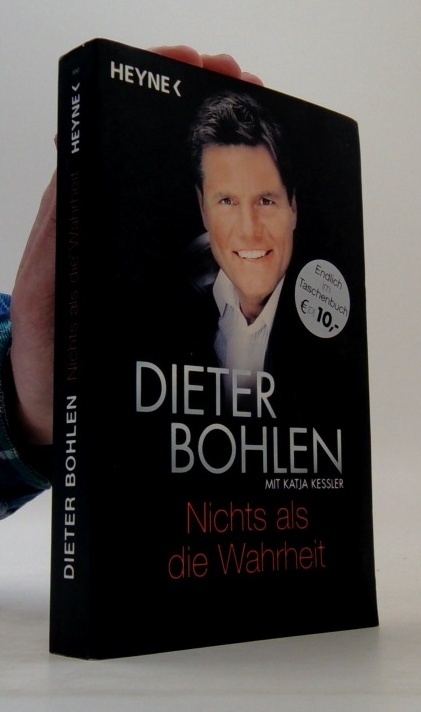 HEYNE<
DIETER BOHLEN Nichts als die Wahrheit HEYNE<
Endlich
im
Taschenbuch
€[D] 10,-
DIETER
BOHLEN
MIT KATJA KESSLER
Nichts als
die Wahrheit